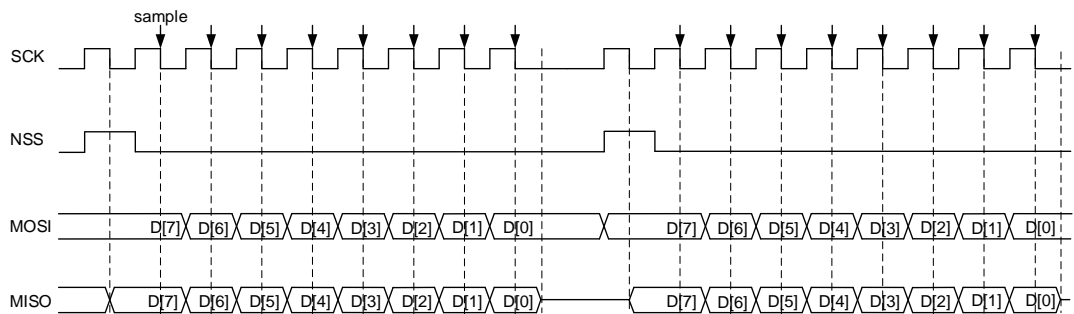 sample
SCK
NSS
MOSI D[7] D[6] D[5] D[4] D[3] D[2] D[1] D[0] D[7] D[6] D[5] D[4] D[3] D[2] D[1] D[0]
MISO D[7] D[6] D[5] D[4] D[3] D[2] D[1] D[0] D[7] D[6] D[5] D[4] D[3] D[2] D[1] D[0]